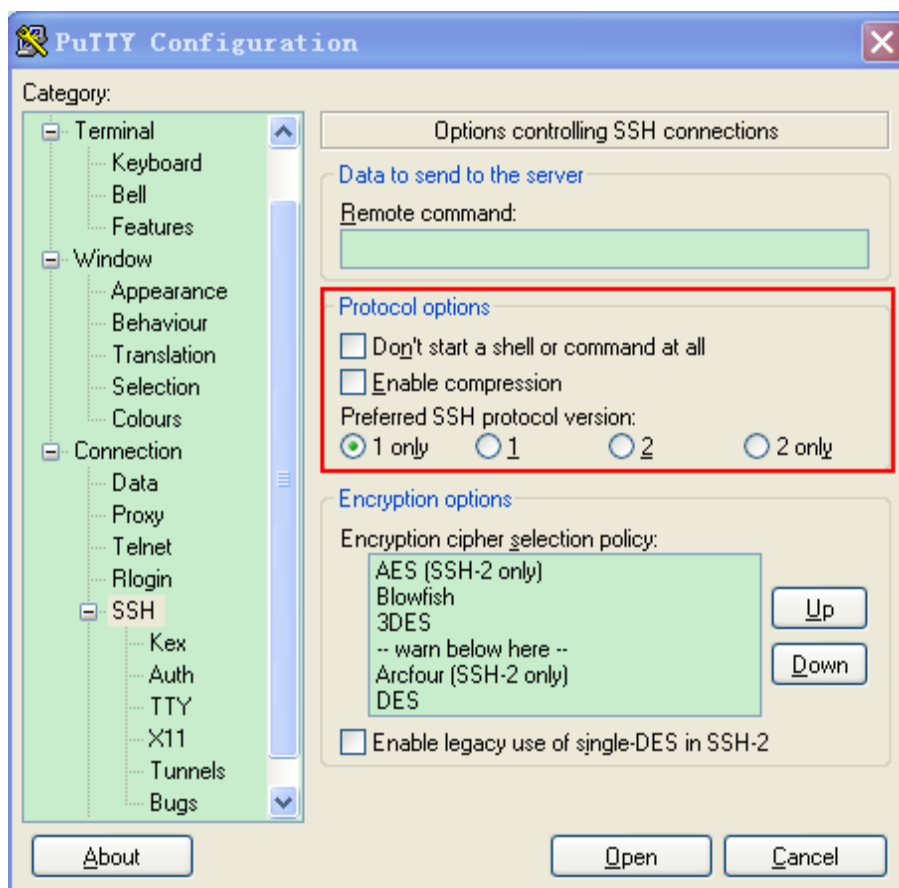 PuTTY Configuration
Category:
Terminal
Keyboard
Bell
Features
Window
Appearance
Behaviour
Translation
Selection
Colours
Connection
Data
Proxy
Telnet
Rlogin
SSH
Kex
Auth
TTY
X11
Tunnels
Bugs
Options controlling SSH connections
Data to send to the server
Remote command:
Protocol options
Don't start a shell or command at all
Enable compression
Preferred SSH protocol version:
1 only 1 2 2 only
Encryption options
Encryption cipher selection policy:
AES (SSH-2 only)
Blowfish
3DES
-- warn below here --
Arcfour (SSH-2 only)
DES
Up
Down
Enable legacy use of single-DES in SSH-2
About Open Cancel